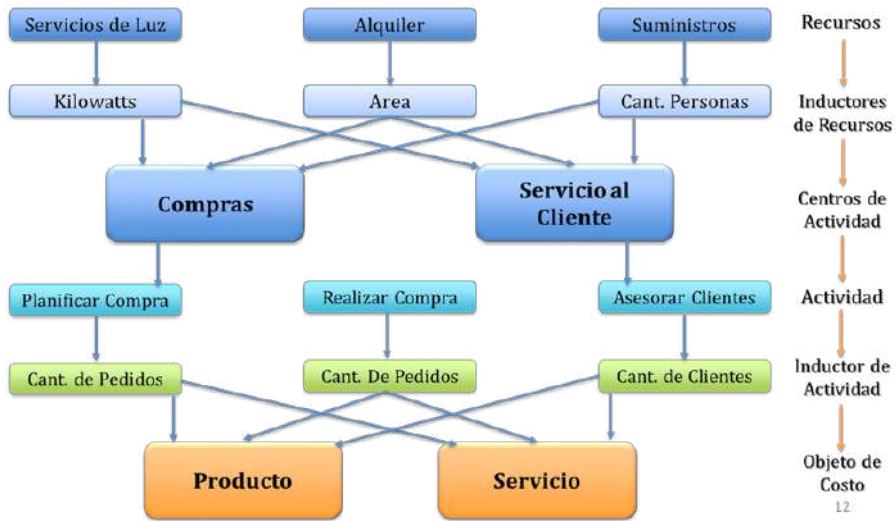 Servicios de Luz
Alquiler
Suministros
Recursos
Kilowatts
Area
Cant. Personas
Inductores
de Recursos
Compras
Servicio al
Cliente
Centros de
Actividad
Planificar Compra
Realizar Compra
Asesorar Clientes
Actividad
Cant. de Pedidos
Cant. De Pedidos
Cant. de Clientes
Inductor de
Actividad
Producto
Servicio
Objeto de
Costo
12